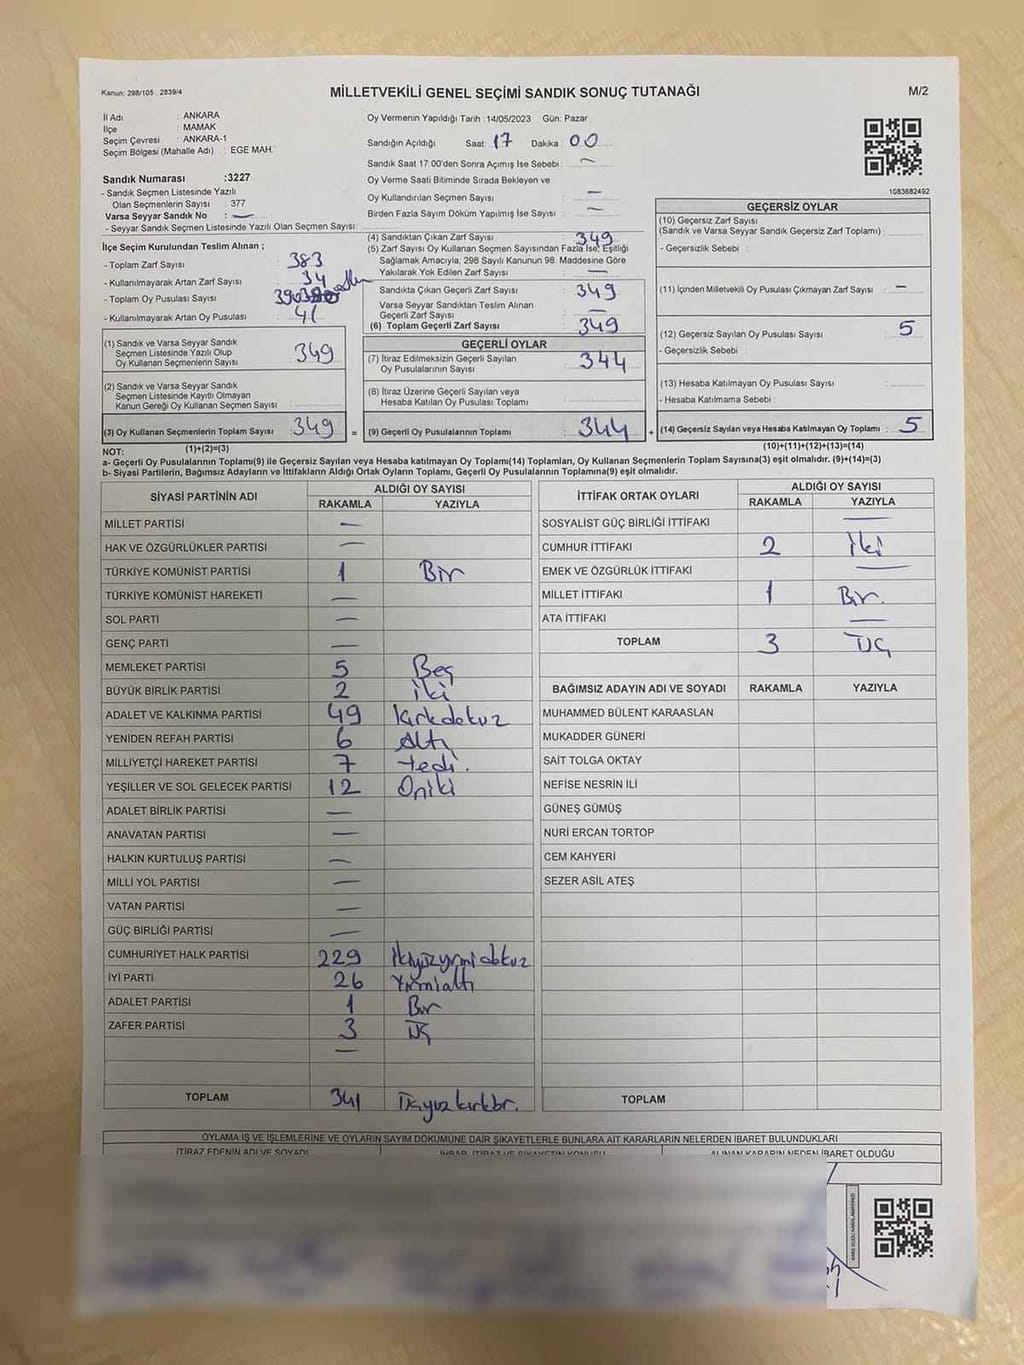 Kanun: 298/105 , 2839/4
MİLLETVEKİLİ GENEL SEÇİMİ SANDIK SONUÇ TUTANAĞI
M/2
İl Adı : ANKARA
İlçe : MAMAK
Seçim Çevresi : ANKARA-1
Seçim Bölgesi (Mahalle Adı) : EGE MAH.
Sandık Numarası :3227
- Sandık Seçmen Listesinde Yazılı
Olan Seçmenlerin Sayısı : 377
Varsa Seyyar Sandık No : —
- Seyyar Sandık Seçmen Listesinde Yazılı Olan Seçmen Sayısı:
Oy Vermenin Yapıldığı Tarih :14/05/2023 Gün: Pazar
Sandığın Açıldığı Saat: 17 Dakika: 00
Sandık Saat 17:00'den Sonra Açımış İse Sebebi : —
Oy Verme Saati Bitiminde Sırada Bekleyen ve
Oy Kullandırılan Seçmen Sayısı : —
Birden Fazla Sayım Döküm Yapılmış İse Sayısı : —
1083682492
İlçe Seçim Kurulundan Teslim Alınan ;
- Toplam Zarf Sayısı : 383
- Kullanılmayarak Artan Zarf Sayısı : 34
- Toplam Oy Pusulası Sayısı : 390
- Kullanılmayarak Artan Oy Pusulası : 41
(1) Sandık ve Varsa Seyyar Sandık
Seçmen Listesinde Yazılı Olup
Oy Kullanan Seçmenlerin Sayısı : 349
(2) Sandık ve Varsa Seyyar Sandık
Seçmen Listesinde Kayıtlı Olmayan
Kanun Gereği Oy Kullanan Seçmen Sayısı :
(3) Oy Kullanan Seçmenlerin Toplam Sayısı : 349 =
(1)+(2)=(3)
(4) Sandıktan Çıkan Zarf Sayısı : 349
(5) Zarf Sayısı Oy Kullanan Seçmen Sayısından Fazla İse, Eşitliği
Sağlamak Amacıyla, 298 Sayılı Kanunun 98. Maddesine Göre
Yakılarak Yok Edilen Zarf Sayısı : —
Sandıkta Çıkan Geçerli Zarf Sayısı : 349
Varsa Seyyar Sandıktan Teslim Alınan
Geçerli Zarf Sayısı : —
(6) Toplam Geçerli Zarf Sayısı : 349
GEÇERLİ OYLAR
(7) İtiraz Edilmeksizin Geçerli Sayılan
Oy Pusulalarının Sayısı : 344
(8) İtiraz Üzerine Geçerli Sayılan veya
Hesaba Katılan Oy Pusulası Toplamı :
(9) Geçerli Oy Pusulalarının Toplamı : 344 +
GEÇERSİZ OYLAR
(10) Geçersiz Zarf Sayısı
(Sandık ve Varsa Seyyar Sandık Geçersiz Zarf Toplamı) :
- Geçersizlik Sebebi :
(11) İçinden Milletvekili Oy Pusulası Çıkmayan Zarf Sayısı : —
(12) Geçersiz Sayılan Oy Pusulası Sayısı : 5
- Geçersizlik Sebebi :
(13) Hesaba Katılmayan Oy Pusulası Sayısı :
- Hesaba Katılmama Sebebi :
(14) Geçersiz Sayılan veya Hesaba Katılmayan Oy Toplamı : 5
(10)+(11)+(12)+(13)=(14)
NOT:
a- Geçerli Oy Pusulalarının Toplamı(9) ile Geçersiz Sayılan veya Hesaba katılmayan Oy Toplamı(14) Toplamları, Oy Kullanan Seçmenlerin Toplam Sayısına(3) eşit olmalıdır. (9)+(14)=(3)
b- Siyasi Partilerin, Bağımsız Adayların ve İttifakların Aldığı Ortak Oyların Toplamı, Geçerli Oy Pusulalarının Toplamına(9) eşit olmalıdır.
SİYASİ PARTİNİN ADI
ALDIĞI OY SAYISI
RAKAMLA YAZIYLA
MİLLET PARTİSİ —
HAK VE ÖZGÜRLÜKLER PARTİSİ —
TÜRKİYE KOMÜNİST PARTİSİ 1 Bir
TÜRKİYE KOMÜNİST HAREKETİ —
SOL PARTİ —
GENÇ PARTİ —
MEMLEKET PARTİSİ 5 Beş
BÜYÜK BİRLİK PARTİSİ 2 iki
ADALET VE KALKINMA PARTİSİ 49 kırkdokuz
YENİDEN REFAH PARTİSİ 6 Altı
MİLLİYETÇİ HAREKET PARTİSİ 7 Yedi.
YEŞİLLER VE SOL GELECEK PARTİSİ 12 Oniki
ADALET BİRLİK PARTİSİ —
ANAVATAN PARTİSİ —
HALKIN KURTULUŞ PARTİSİ —
MİLLİ YOL PARTİSİ —
VATAN PARTİSİ —
GÜÇ BİRLİĞİ PARTİSİ —
CUMHURİYET HALK PARTİSİ 229 ikiyüzyirmidokuz
İYİ PARTİ 26 Yirmialtı
ADALET PARTİSİ 1 Bir
ZAFER PARTİSİ 3 üç
—
TOPLAM 341 üçyüzkırkbir.
İTTİFAK ORTAK OYLARI
ALDIĞI OY SAYISI
RAKAMLA YAZIYLA
SOSYALİST GÜÇ BİRLİĞİ İTTİFAKI —
CUMHUR İTTİFAKI 2 iki
EMEK VE ÖZGÜRLÜK İTTİFAKI —
MİLLET İTTİFAKI 1 Bir.
ATA İTTİFAKI —
TOPLAM 3 üç
BAĞIMSIZ ADAYIN ADI VE SOYADI RAKAMLA YAZIYLA
MUHAMMED BÜLENT KARAASLAN
MUKADDER GÜNERİ
SAİT TOLGA OKTAY
NEFİSE NESRİN İLİ
GÜNEŞ GÜMÜŞ
NURİ ERCAN TORTOP
CEM KAHYERİ
SEZER ASİL ATEŞ
TOPLAM
OYLAMA İŞ VE İŞLEMLERİNE VE OYLARIN SAYIM DÖKÜMÜNE DAİR ŞİKAYETLERLE BUNLARA AİT KARARLARIN NELERDEN İBARET BULUNDUKLARI
İTİRAZ EDENİN ADI VE SOYADI
İHBAR, İTİRAZ VE ŞİKAYETİN KONUSU
ALINAN KARARIN NEDEN İBARET OLDUĞU